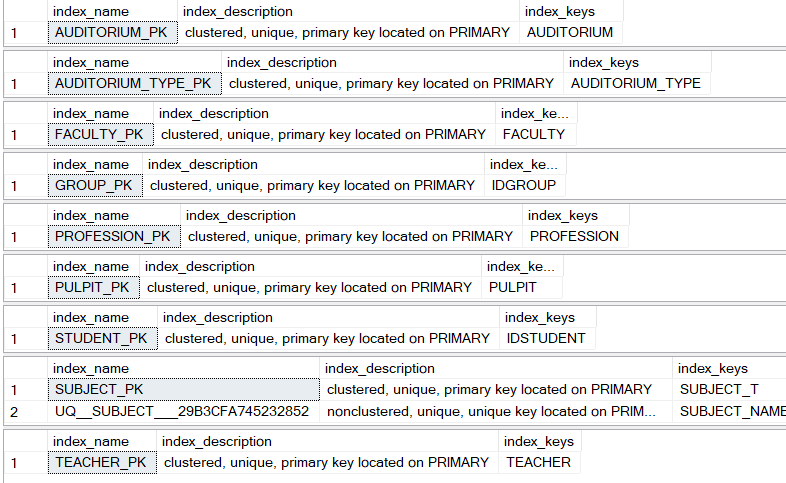 index_name index_description index_keys
1 AUDITORIUM_PK clustered, unique, primary key located on PRIMARY AUDITORIUM
index_name index_description index_keys
1 AUDITORIUM_TYPE_PK clustered, unique, primary key located on PRIMARY AUDITORIUM_TYPE
index_name index_description index_ke...
1 FACULTY_PK clustered, unique, primary key located on PRIMARY FACULTY
index_name index_description index_ke...
1 GROUP_PK clustered, unique, primary key located on PRIMARY IDGROUP
index_name index_description index_keys
1 PROFESSION_PK clustered, unique, primary key located on PRIMARY PROFESSION
index_name index_description index_ke...
1 PULPIT_PK clustered, unique, primary key located on PRIMARY PULPIT
index_name index_description index_keys
1 STUDENT_PK clustered, unique, primary key located on PRIMARY IDSTUDENT
index_name index_description index_keys
1 SUBJECT_PK clustered, unique, primary key located on PRIMARY SUBJECT_T
2 UQ__SUBJECT___29B3CFA745232852 nonclustered, unique, unique key located on PRIM... SUBJECT_NAME
index_name index_description index_keys
1 TEACHER_PK clustered, unique, primary key located on PRIMARY TEACHER